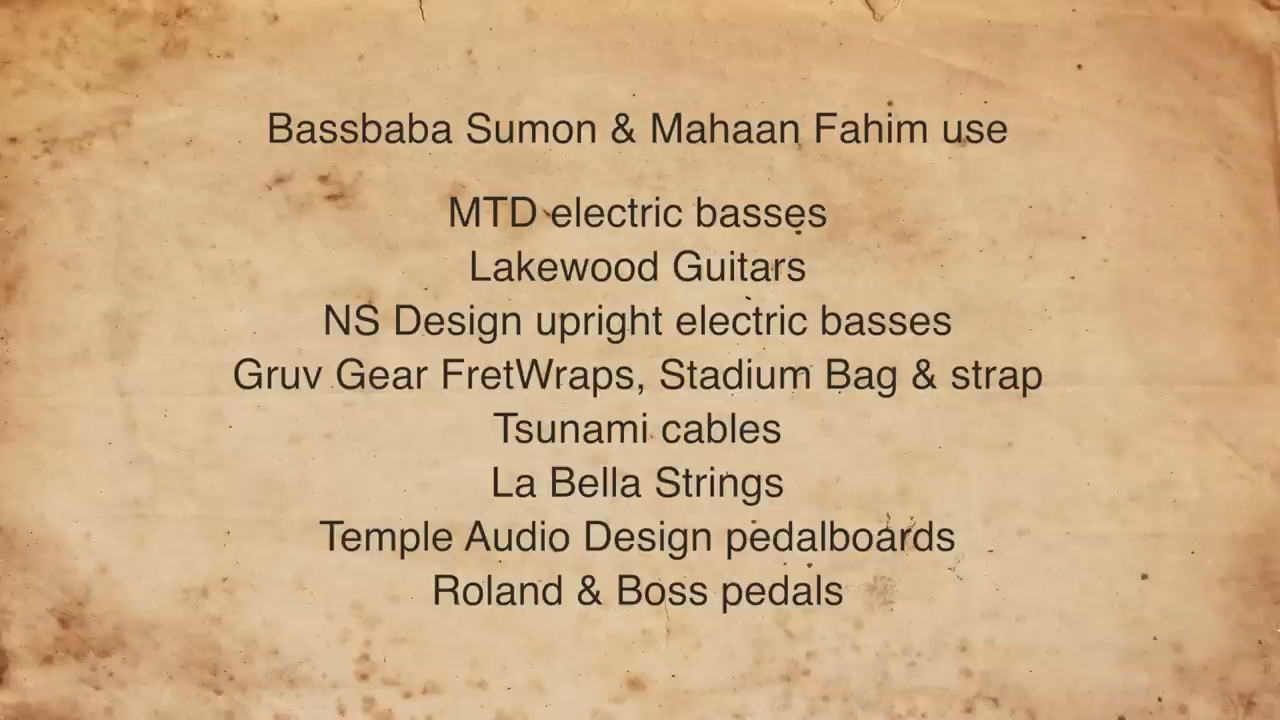 Bassbaba Sumon & Mahaan Fahim use
MTD electric basses
Lakewood Guitars
NS Design upright electric basses
Gruv Gear FretWraps, Stadium Bag & strap
Tsunami cables
La Bella Strings
Temple Audio Design pedalboards
Roland & Boss pedals